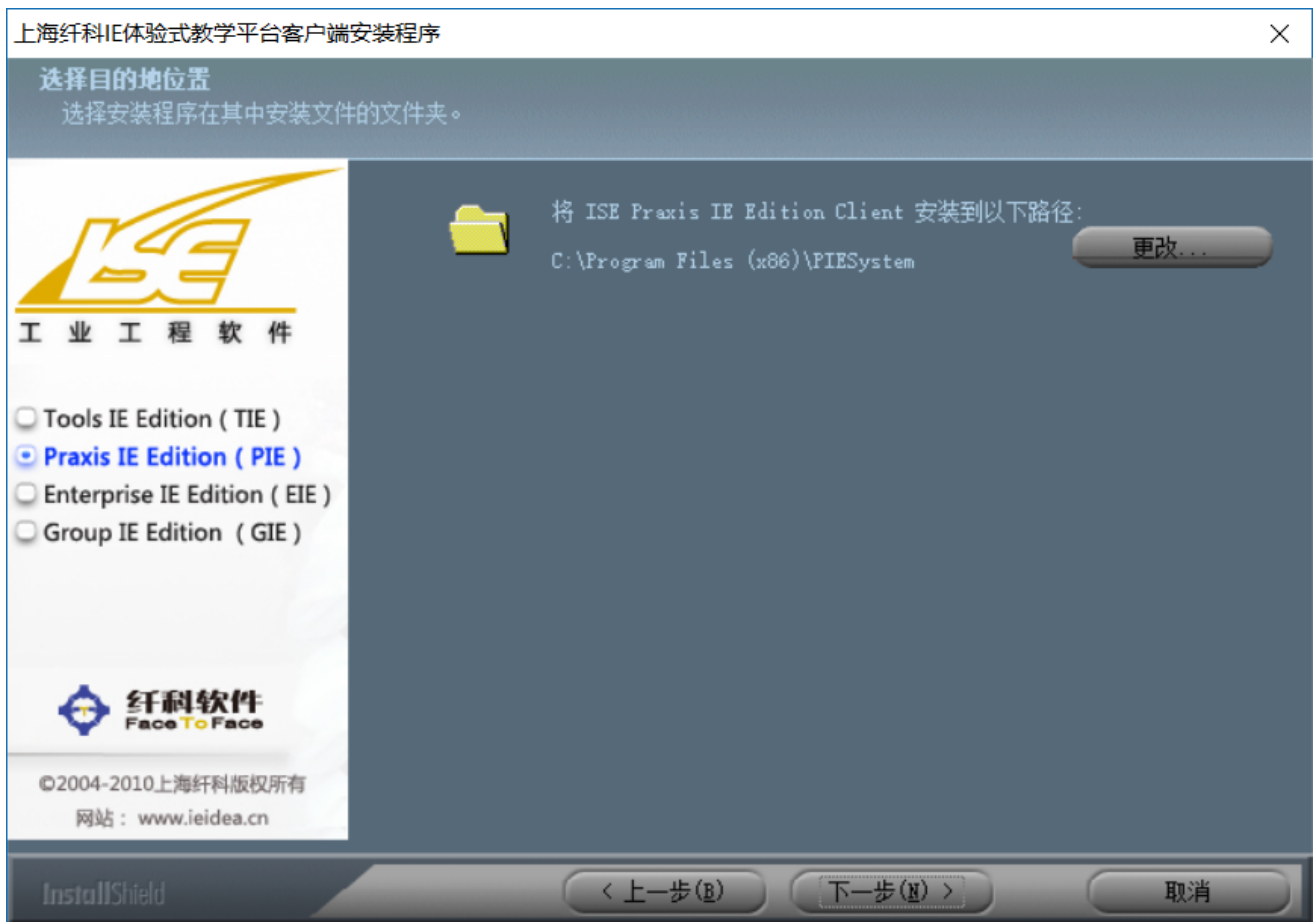 上海纤科IE体验式教学平台客户端安装程序
选择目的地位置
选择安装程序在其中安装文件的文件夹。
ISE
工业工程软件
Tools IE Edition ( TIE )
Praxis IE Edition ( PIE )
Enterprise IE Edition ( EIE )
Group IE Edition ( GIE )
纤科软件
FaceToFace
©2004-2010上海纤科版权所有
网站： www.ieidea.cn
将 ISE Praxis IE Edition Client 安装到以下路径:
C:\Program Files (x86)\PIESystem
更改...
InstallShield
< 上一步(B)
下一步(N) >
取消